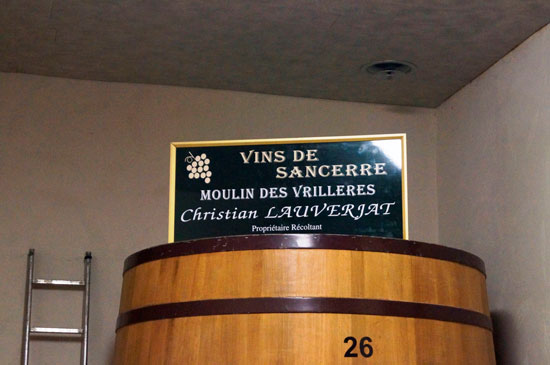 VINS DE
SANCERRE
MOULIN DES VRILLERES
Christian LAUVERJAT
Propriétaire Récoltant
26